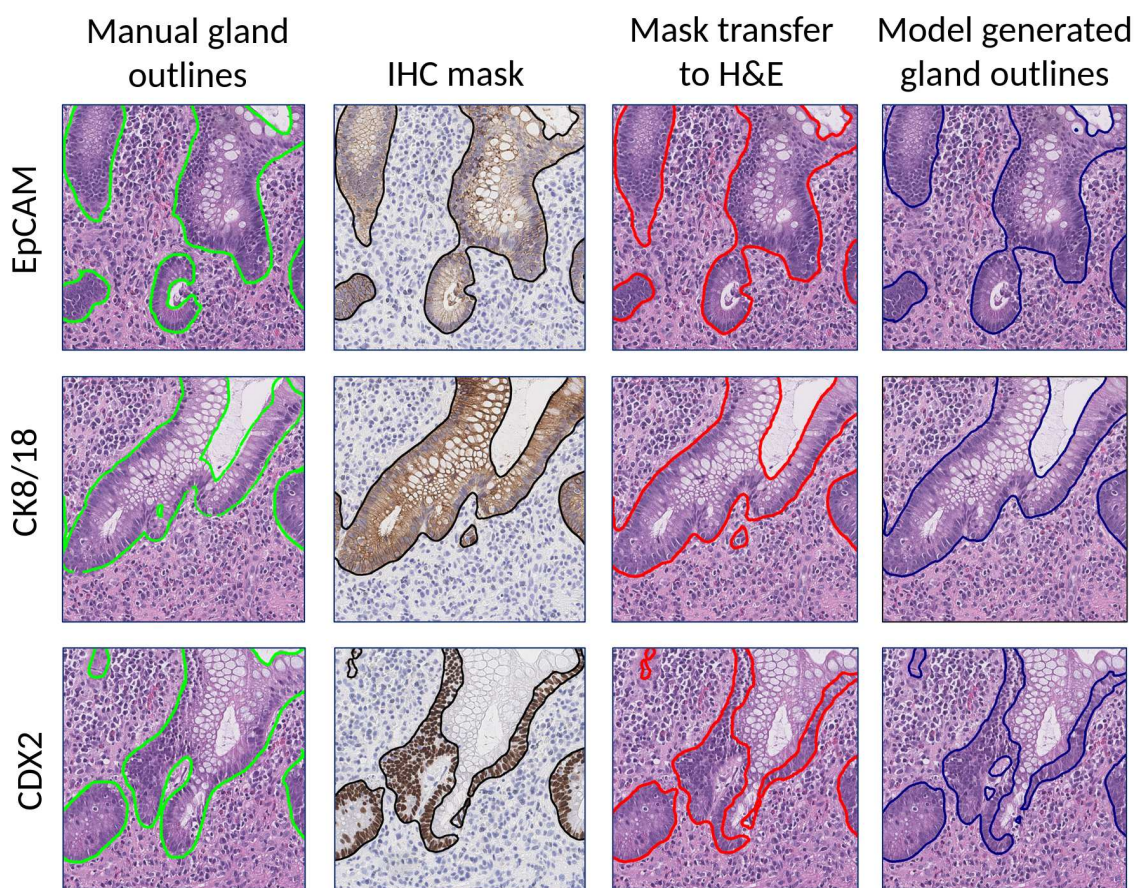 Manual gland
outlines
IHC mask
Mask transfer
to H&E
Model generated
gland outlines
EpCAM
CK8/18
CDX2